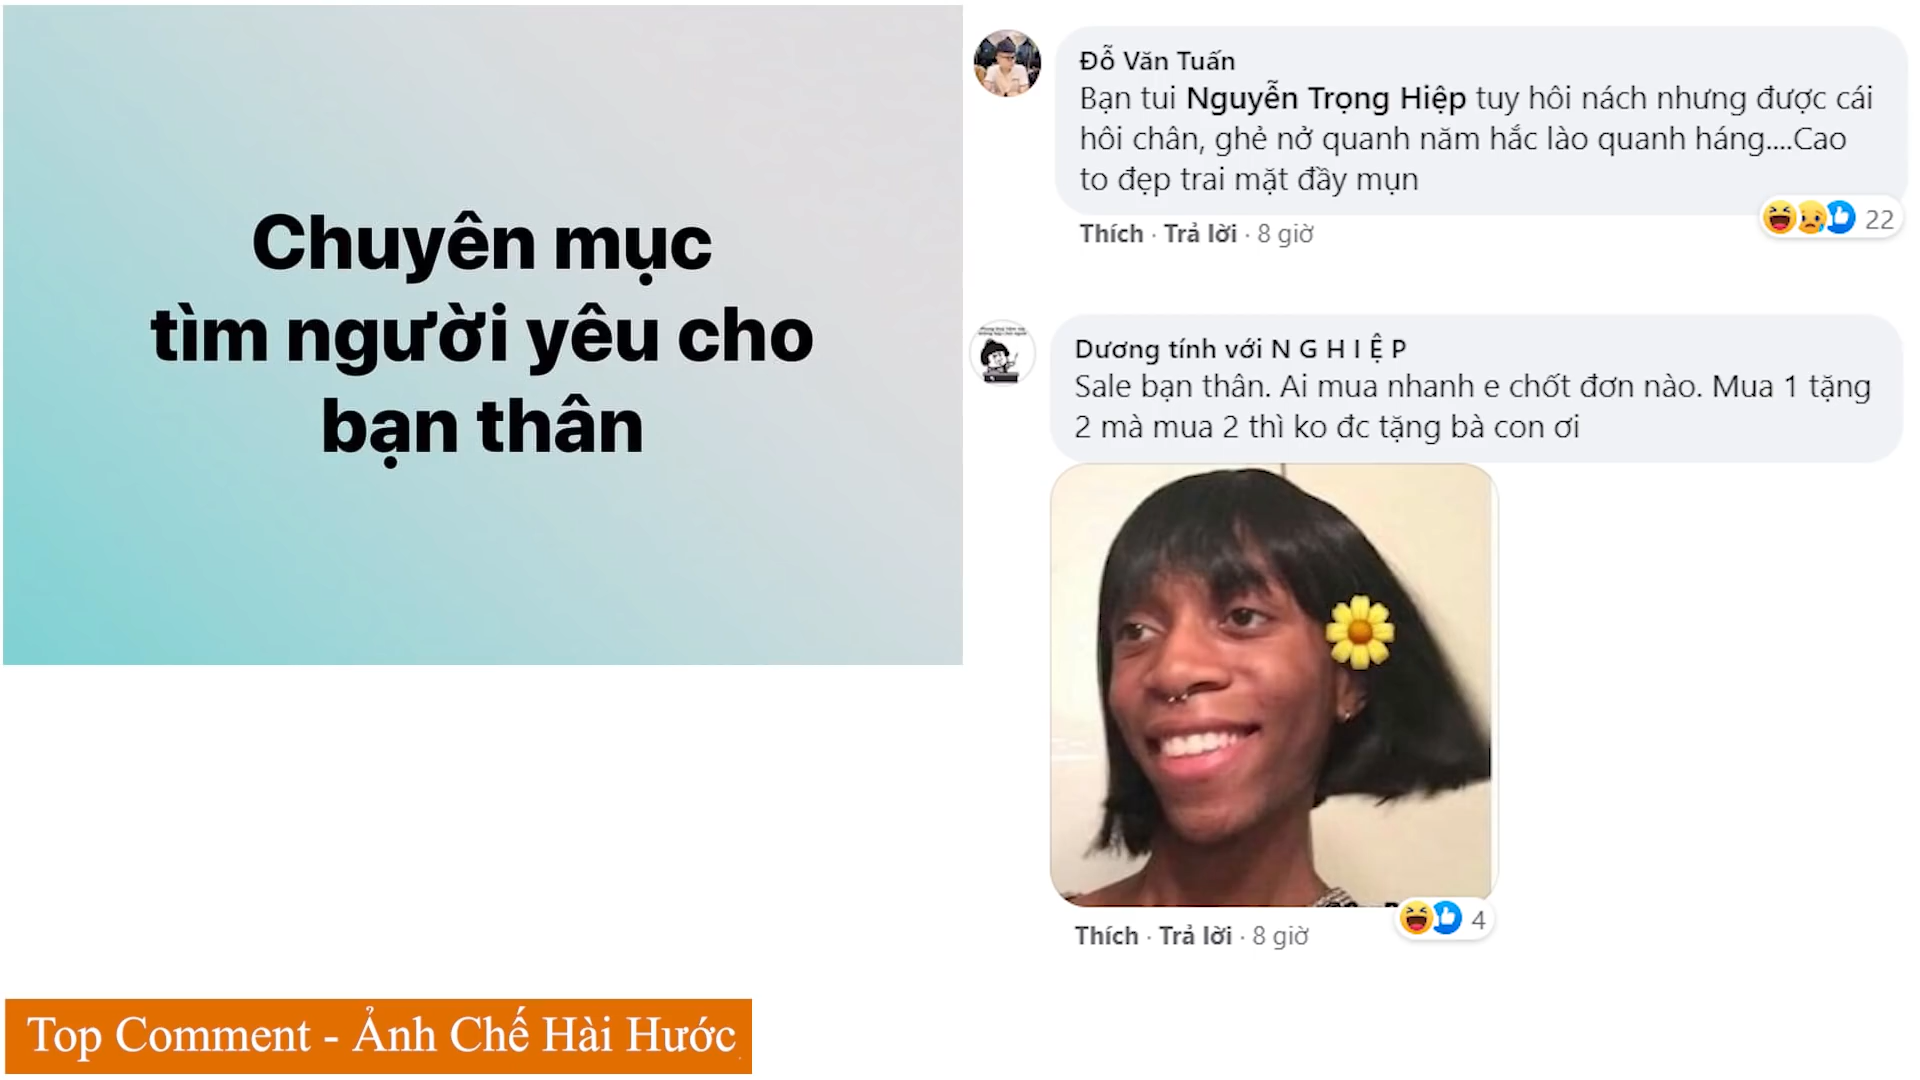 Chuyên mục
tìm người yêu cho
bạn thân
Đỗ Văn Tuấn
Bạn tui Nguyễn Trọng Hiệp tuy hôi nách nhưng được cái
hôi chân, ghẻ nở quanh năm hắc lào quanh háng....Cao
to đẹp trai mặt đầy mụn
Thích · Trả lời · 8 giờ
22
Dương tính với N G H I Ệ P
Sale bạn thân. Ai mua nhanh e chốt đơn nào. Mua 1 tặng
2 mà mua 2 thì ko đc tặng bà con ơi
Thích · Trả lời · 8 giờ
4
Top Comment - Ảnh Chế Hài Hước